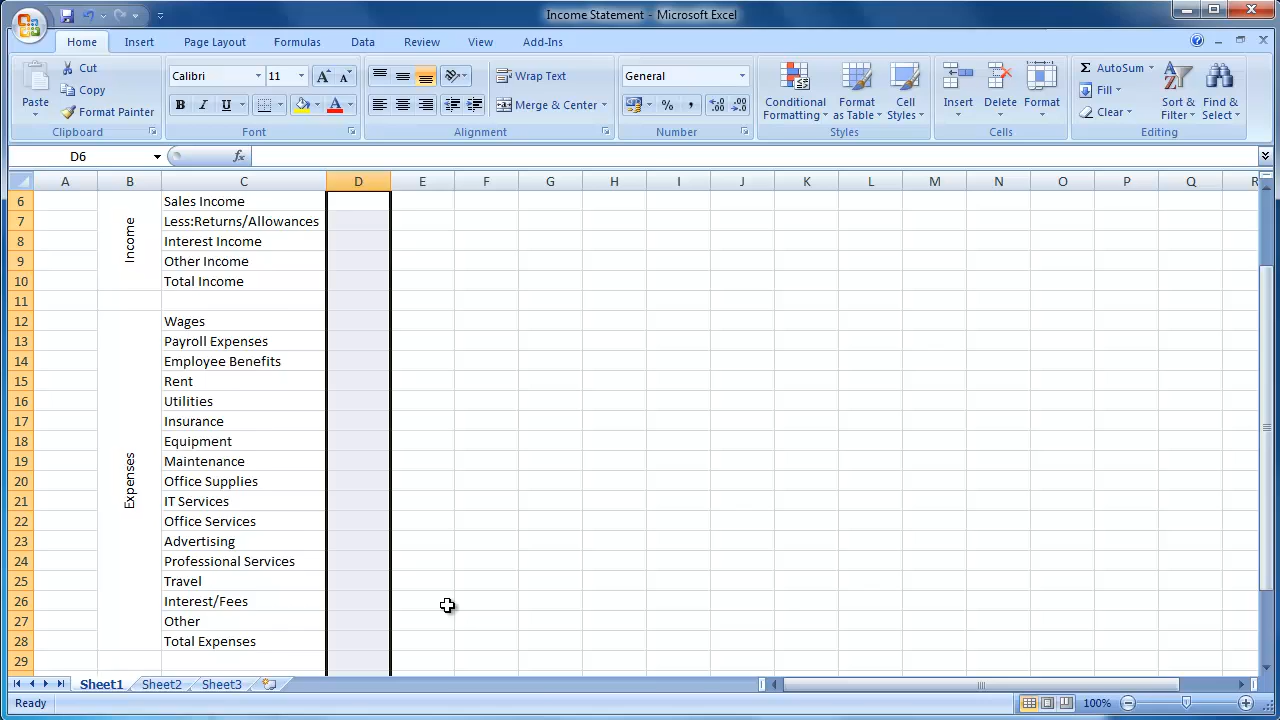 Income Statement - Microsoft Excel
Home Insert Page Layout Formulas Data Review View Add-Ins
Paste
Cut
Copy
Format Painter
Clipboard
Calibri 11
B I U
Font
Wrap Text
Merge & Center
Alignment
General
% ,
Number
Conditional Formatting
Format as Table
Cell Styles
Styles
Insert Delete Format
Cells
Σ AutoSum
Fill
Clear
Sort & Filter
Find & Select
Editing
D6 fx
A B C D E F G H I J K L M N O P Q R
6 Sales Income
7 Less:Returns/Allowances
8 Interest Income
9 Other Income
10 Total Income
Income
11
12 Wages
13 Payroll Expenses
14 Employee Benefits
15 Rent
16 Utilities
17 Insurance
18 Equipment
19 Maintenance
20 Office Supplies
21 IT Services
22 Office Services
23 Advertising
24 Professional Services
25 Travel
26 Interest/Fees
27 Other
28 Total Expenses
Expenses
29
Sheet1 Sheet2 Sheet3
Ready 100%